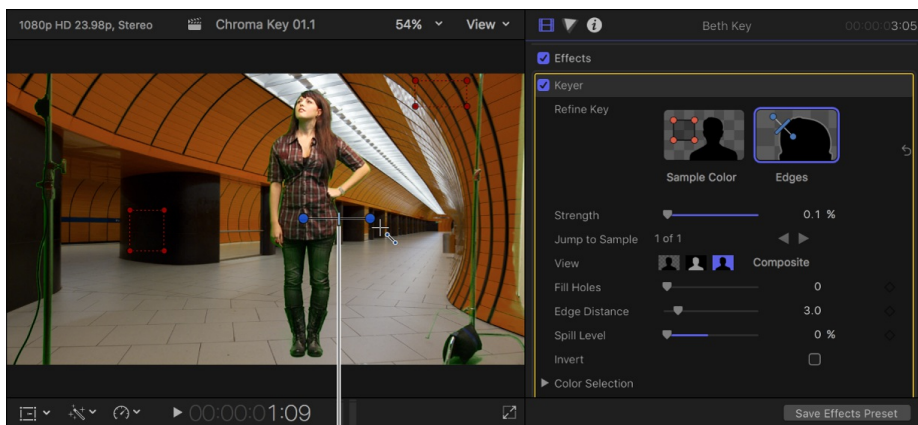 1080p HD 23.98p, Stereo Chroma Key 01.1 54% View
Beth Key 00:00:03:05
Effects
Keyer
Refine Key
Sample Color Edges
Strength 0.1 %
Jump to Sample 1 of 1
View Composite
Fill Holes 0
Edge Distance 3.0
Spill Level 0 %
Invert
Color Selection
00:00:01:09
Save Effects Preset